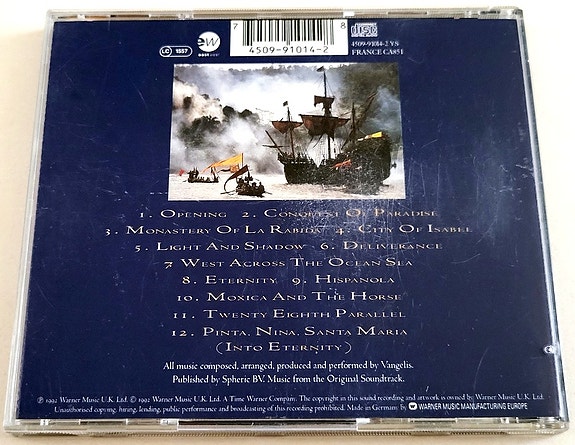 LC 1557
ew
east west
7 8
4509-91014-2
4509-91014-2 YS
FRANCE CA851
1. Opening 2. Conquest Of Paradise
3. Monastery Of La Rabida 4. City Of Isabel
5. Light And Shadow 6. Deliverance
7 West Across The Ocean Sea
8. Eternity 9. Hispanola
10. Moxica And The Horse
11. Twenty Eighth Parallel
12. Pinta, Nina, Santa Maria
(Into Eternity)
All music composed, arranged, produced and performed by Vangelis.
Published by Spheric BV. Music from the Original Soundtrack.
℗ 1992 Warner Music U.K. Ltd. © 1992 Warner Music U.K. Ltd. A Time Warner Company. The copyright in this sound recording and artwork is owned by Warner Music U.K. Ltd.
Unauthorised copying, hiring, lending, public performance and broadcasting of this recording prohibited. Made in Germany by WARNER MUSIC MANUFACTURING EUROPE